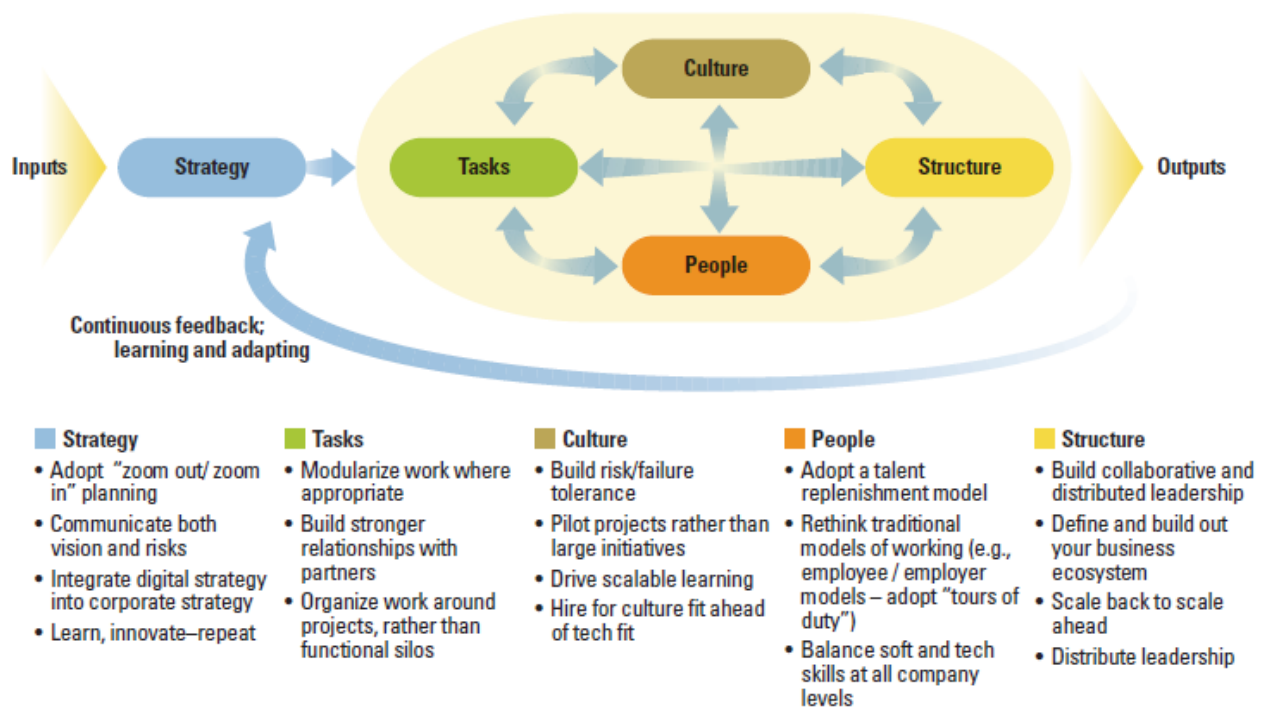 Culture
Inputs
Strategy
Tasks
Structure
Outputs
People
Continuous feedback;
learning and adapting
Strategy
• Adopt “zoom out/ zoom
in” planning
• Communicate both
vision and risks
• Integrate digital strategy
into corporate strategy
• Learn, innovate–repeat
Tasks
• Modularize work where
appropriate
• Build stronger
relationships with
partners
• Organize work around
projects, rather than
functional silos
Culture
• Build risk/failure
tolerance
• Pilot projects rather than
large initiatives
• Drive scalable learning
• Hire for culture fit ahead
of tech fit
People
• Adopt a talent
replenishment model
• Rethink traditional
models of working (e.g.,
employee / employer
models – adopt “tours of
duty”)
• Balance soft and tech
skills at all company
levels
Structure
• Build collaborative and
distributed leadership
• Define and build out
your business
ecosystem
• Scale back to scale
ahead
• Distribute leadership